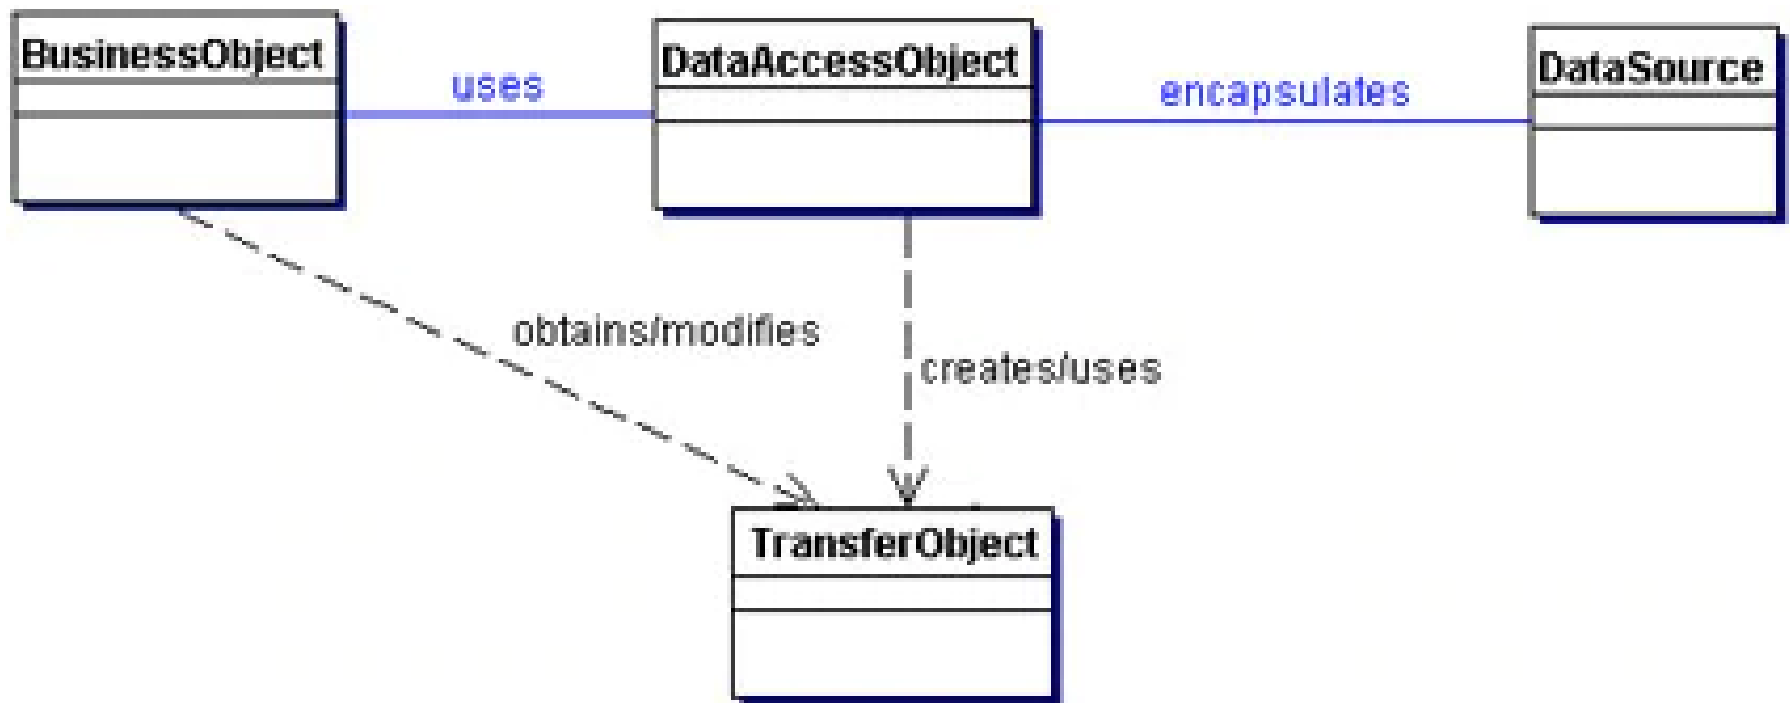 BusinessObject
uses
DataAccessObject
encapsulates
DataSource
obtains/modifies
creates/uses
TransferObject